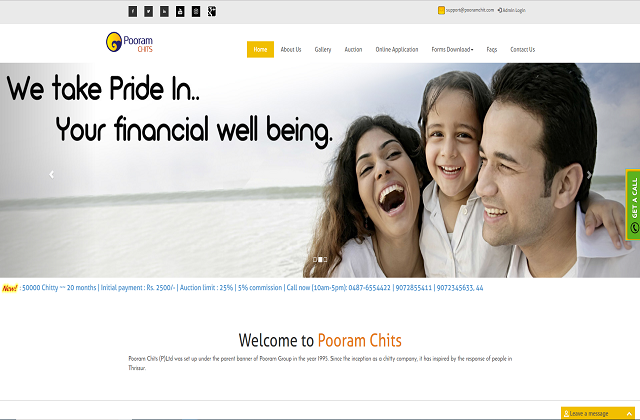 support@pooramchit.com Admin Login
Pooram
CHITS
Home About Us Gallery Auction Online Application Forms Download Faqs Contact Us
We take Pride In..
Your financial well being.
GET A CALL
New! : 50000 Chitty ~~ 20 months | Initial payment : Rs. 2500/- | Auction limit : 25% | 5% commission | Call now (10am-5pm): 0487-6554422 | 9072855411 | 9072345633, 44
Welcome to Pooram Chits
Pooram Chits (P)Ltd was set up under the parent banner of Pooram Group in the year 1995. Since the inception as a chitty company, it has inspired by the response of people in
Thrissur.
Leave a message